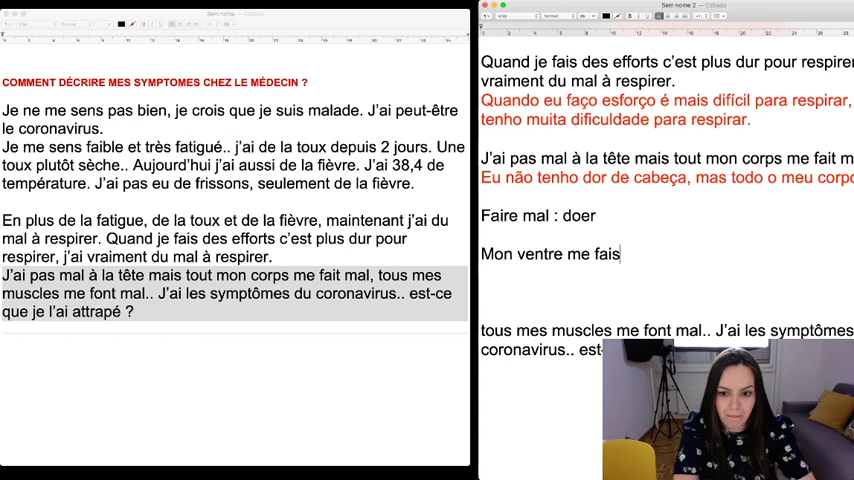 Sem nome
Sem nome 2 — Editado
COMMENT DÉCRIRE MES SYMPTOMES CHEZ LE MÉDECIN ?
Je ne me sens pas bien, je crois que je suis malade. J'ai peut-être
le coronavirus.
Je me sens faible et très fatigué.. j'ai de la toux depuis 2 jours. Une
toux plutôt sèche.. Aujourd'hui j'ai aussi de la fièvre. J'ai 38,4 de
température. J'ai pas eu de frissons, seulement de la fièvre.
En plus de la fatigue, de la toux et de la fièvre, maintenant j'ai du
mal à respirer. Quand je fais des efforts c'est plus dur pour
respirer, j'ai vraiment du mal à respirer.
J'ai pas mal à la tête mais tout mon corps me fait mal, tous mes
muscles me font mal.. J'ai les symptômes du coronavirus.. est-ce
que je l'ai attrapé ?
Quand je fais des efforts c'est plus dur pour respirer
vraiment du mal à respirer.
Quando eu faço esforço é mais difícil para respirar,
tenho muita dificuldade para respirar.
J'ai pas mal à la tête mais tout mon corps me fait m
Eu não tenho dor de cabeça, mas todo o meu corpo
Faire mal : doer
Mon ventre me fais
tous mes muscles me font mal.. J'ai les symptômes
coronavirus.. est-